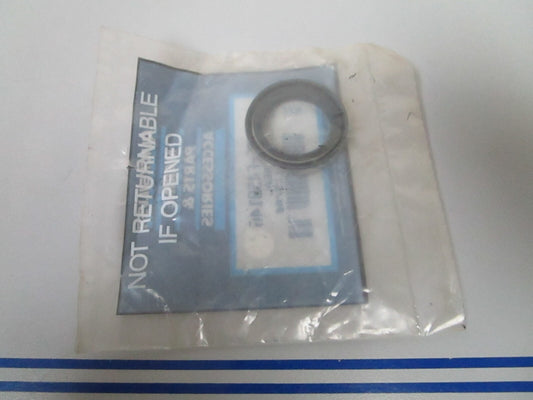 NOT RETURNABLE
IF OPENED
PARTS &
ACCESSORIES